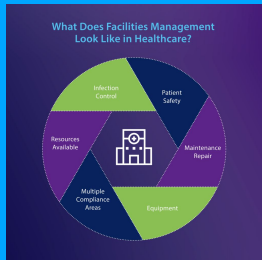 What Does Facilities Management
Look Like in Healthcare?
Infection
Control
Patient
Safety
Resources
Available
Maintenance
Repair
Multiple
Compliance
Areas
Equipment